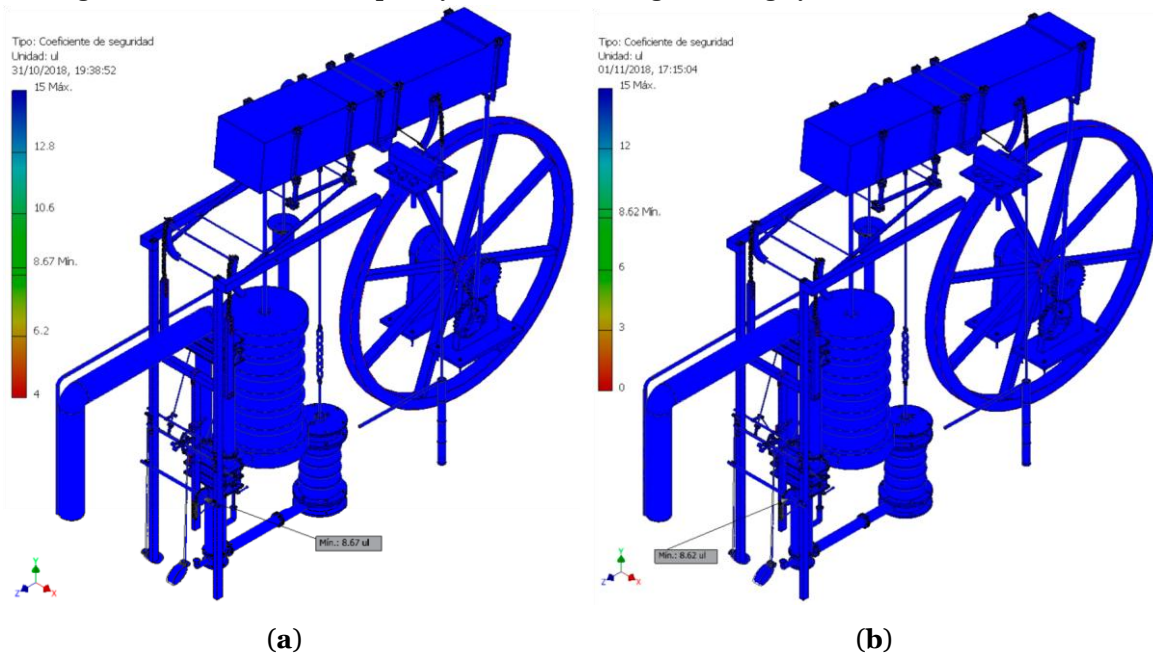 Tipo: Coeficiente de seguridad
Unidad: ul
31/10/2018, 19:38:52
15 Máx.
12.8
10.6
8.67 Mín.
6.2
4
Mín.: 8.67 ul
Y
Z
X
(a)
Tipo: Coeficiente de seguridad
Unidad: ul
01/11/2018, 17:15:04
15 Máx.
12
8.62 Mín.
6
3
0
Mín.: 8.62 ul
Y
Z
X
(b)